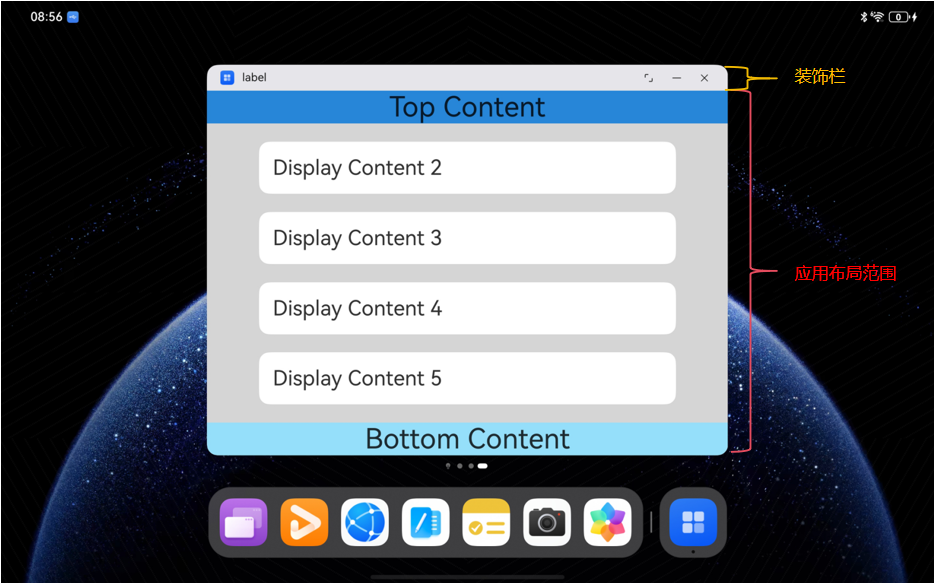 08:56
0
label
装饰栏
Top Content
Display Content 2
Display Content 3
应用布局范围
Display Content 4
Display Content 5
Bottom Content